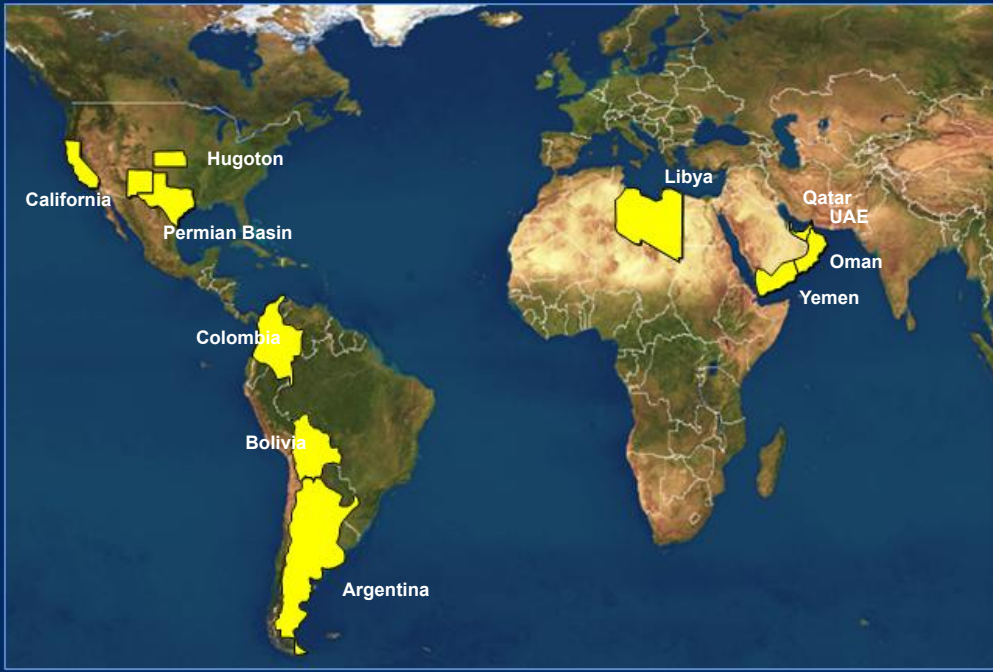 Hugoton
California
Permian Basin
Libya
Qatar
UAE
Oman
Yemen
Colombia
Bolivia
Argentina